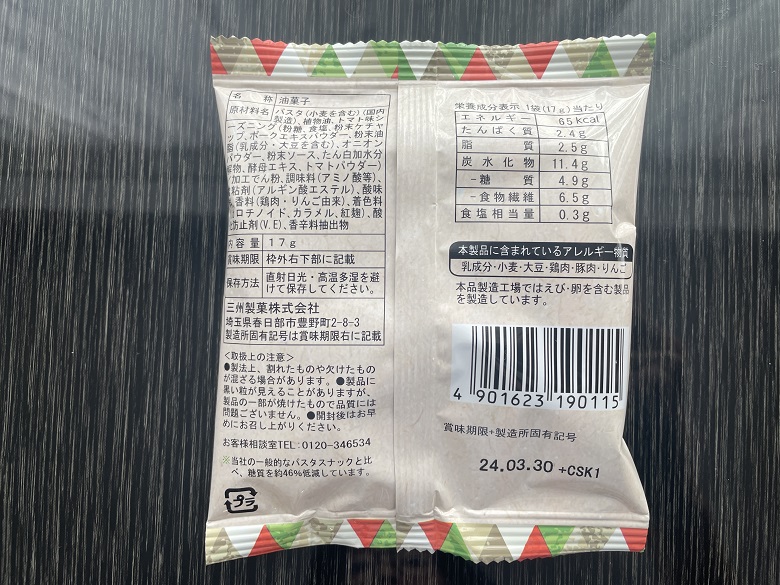 名 称 油菓子
原材料名 パスタ(小麦を含む)(国内
製造)、植物油、トマト味シ
ーズニング(粉糖、食塩、粉末ケチャ
ップ、ポークエキスパウダー、粉末油
脂(乳成分・大豆を含む)、オニオン
パウダー、粉末ソース、たん白加水分
解物、酵母エキス、トマトパウダー)
/加工でん粉、調味料(アミノ酸等)、
粘剤(アルギン酸エステル)、酸味
香料(鶏肉・りんご由来)、着色料
ロチノイド、カラメル、紅麹)、酸
防止剤(V.E)、香辛料抽出物
内容量 17g
賞味期限 枠外右下部に記載
保存方法 直射日光・高温多湿を避
けて保存してください。
三州製菓株式会社
埼玉県春日部市豊野町2-8-3
製造所固有記号は賞味期限右に記載
<取扱上の注意>
●製法上、割れたものや欠けたもの
が混ざる場合があります。●製品に
黒い粒が見えることがありますが、
製品の一部が焼けたもので品質には
問題ございません。●開封後はお早
めにお召し上がりください。
お客様相談室TEL:0120-346534
※当社の一般的なパスタスナックと比
べ、糖質を約46%低減しています。
プラ
栄養成分表示 1袋(17g)当たり
エネルギー 65kcal
たんぱく質 2.4g
脂 質 2.5g
炭水化物 11.4g
-糖 質 4.9g
-食物繊維 6.5g
食塩相当量 0.3g
本製品に含まれているアレルギー物質
乳成分・小麦・大豆・鶏肉・豚肉・りんご
本品製造工場ではえび・卵を含む製品
を製造しています。
4 901623 190115
賞味期限+製造所固有記号
24.03.30 +CSK1